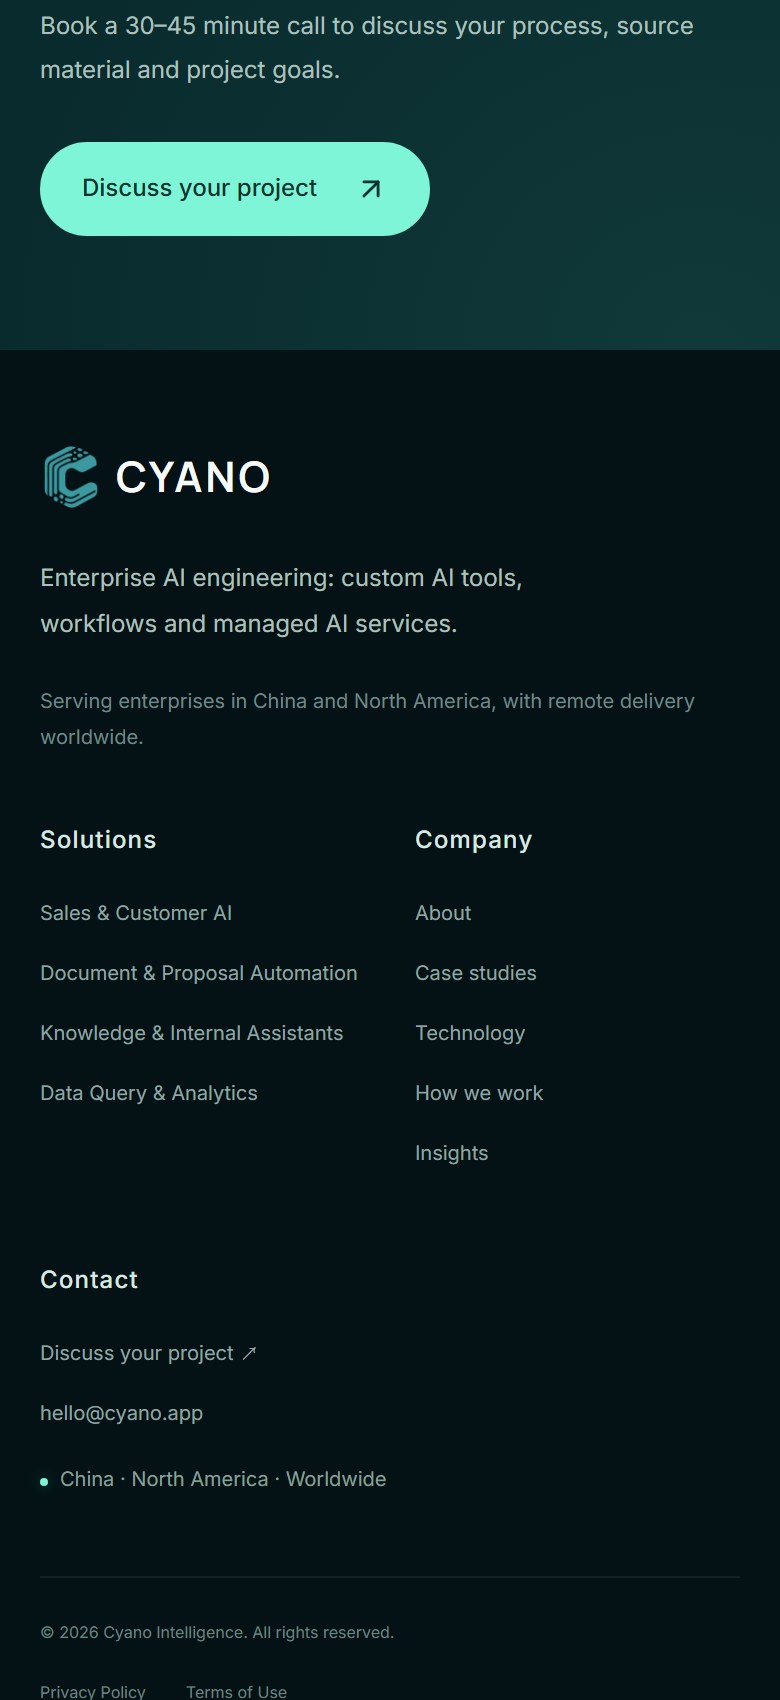 Book a 30–45 minute call to discuss your process, source
material and project goals.
Discuss your project
CYANO
Enterprise AI engineering: custom AI tools,
workflows and managed AI services.
Serving enterprises in China and North America, with remote delivery
worldwide.
Solutions
Sales & Customer AI
Document & Proposal Automation
Knowledge & Internal Assistants
Data Query & Analytics
Company
About
Case studies
Technology
How we work
Insights
Contact
Discuss your project ↗
hello@cyano.app
China · North America · Worldwide
© 2026 Cyano Intelligence. All rights reserved.
Privacy Policy
Terms of Use